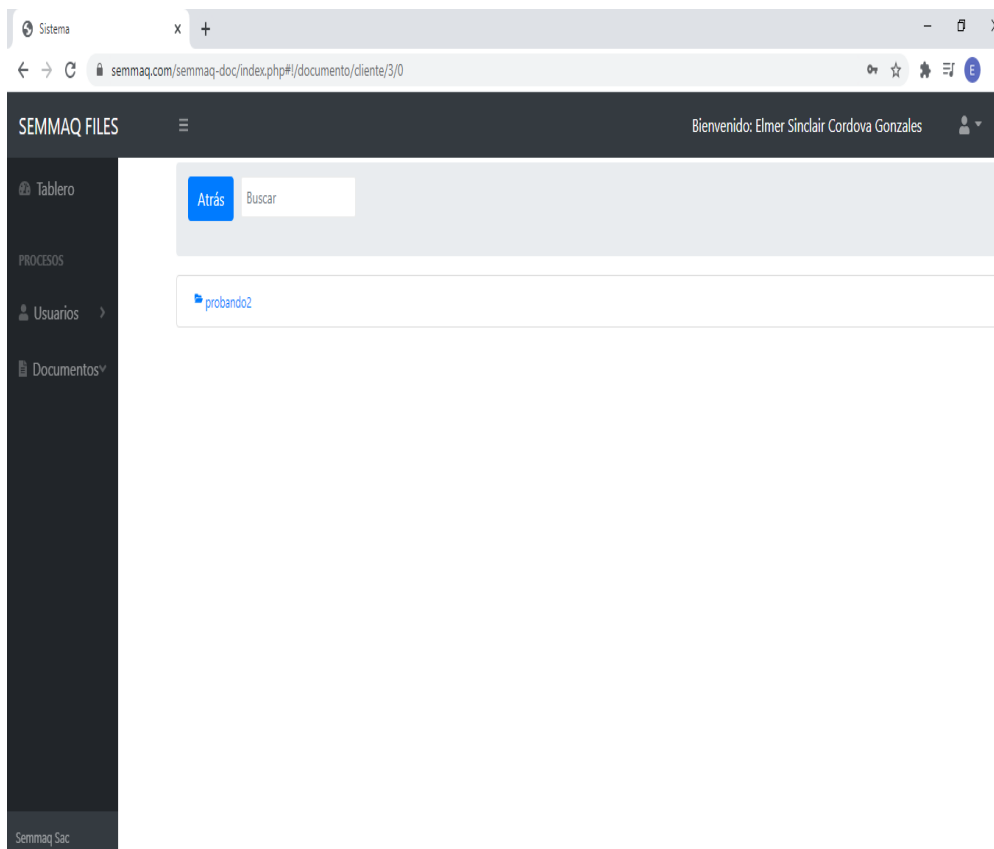 Sistema
semmaq.com/semmaq-doc/index.php#!/documento/cliente/3/0
E
SEMMAQ FILES
Bienvenido: Elmer Sinclair Cordova Gonzales
Tablero
Atrás
Buscar
PROCESOS
probando2
Usuarios
Documentos
Semmaq Sac